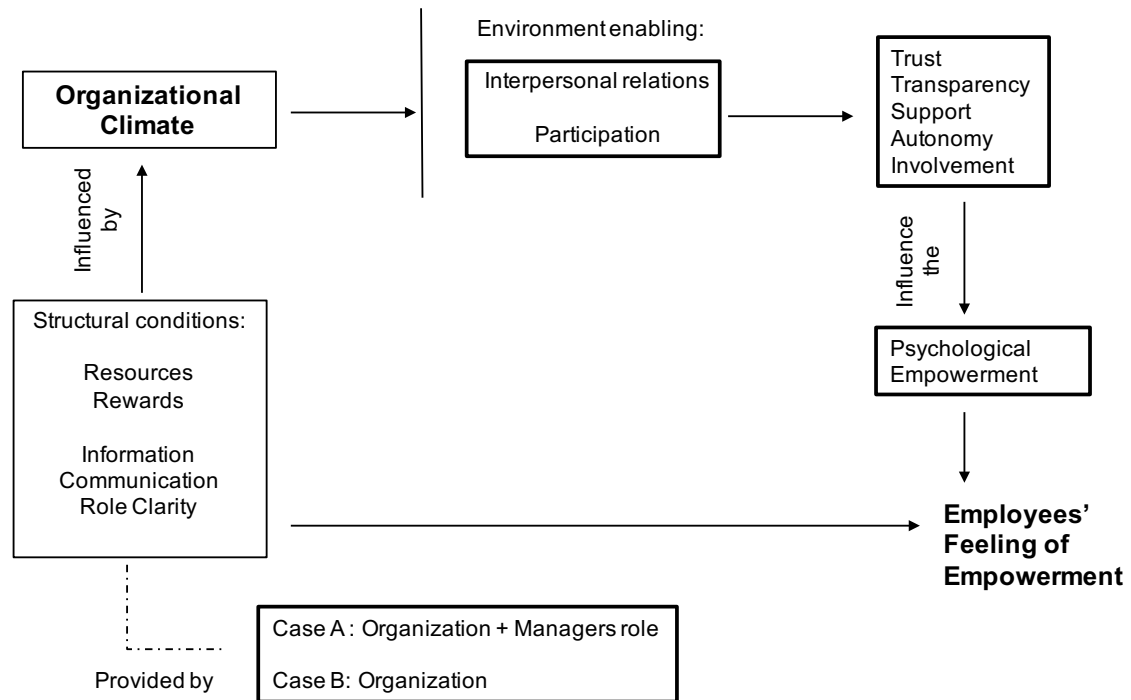 Environment enabling:
Organizational
Climate
Interpersonal relations
Participation
Trust
Transparency
Support
Autonomy
Involvement
Influenced
by
Influence
the
Structural conditions:
Resources
Rewards
Information
Communication
Role Clarity
Psychological
Empowerment
Employees’
Feeling of
Empowerment
Provided by
Case A : Organization + Managers role
Case B: Organization